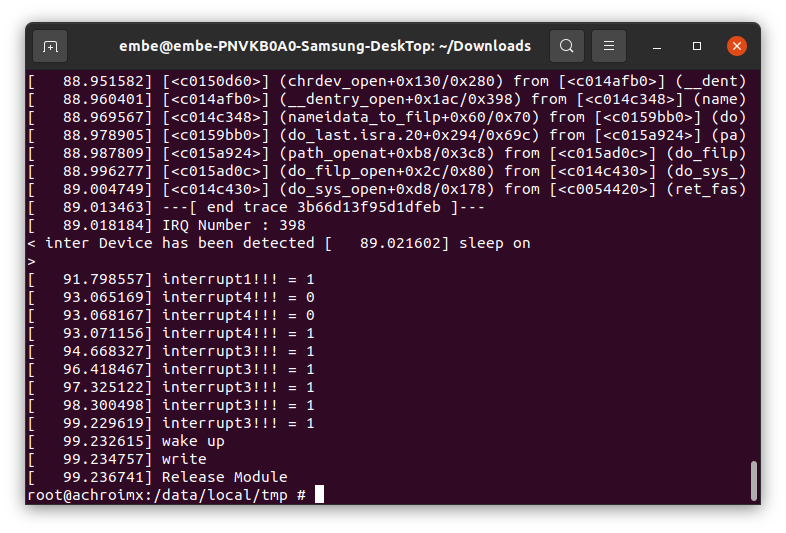 embe@embe-PNVKB0A0-Samsung-DeskTop: ~/Downloads
[   88.951582] [<c0150d60>] (chrdev_open+0x130/0x280) from [<c014afb0>] (__dent)
[   88.960401] [<c014afb0>] (__dentry_open+0x1ac/0x398) from [<c014c348>] (name)
[   88.969567] [<c014c348>] (nameidata_to_filp+0x60/0x70) from [<c0159bb0>] (do)
[   88.978905] [<c0159bb0>] (do_last.isra.20+0x294/0x69c) from [<c015a924>] (pa)
[   88.987809] [<c015a924>] (path_openat+0xb8/0x3c8) from [<c015ad0c>] (do_filp)
[   88.996277] [<c015ad0c>] (do_filp_open+0x2c/0x80) from [<c014c430>] (do_sys_)
[   89.004749] [<c014c430>] (do_sys_open+0xd8/0x178) from [<c0054420>] (ret_fas)
[   89.013463] ---[ end trace 3b66d13f95d1dfeb ]---
[   89.018184] IRQ Number : 398
< inter Device has been detected [   89.021602] sleep on
>
[   91.798557] interrupt1!!! = 1
[   93.065169] interrupt4!!! = 0
[   93.068167] interrupt4!!! = 0
[   93.071156] interrupt4!!! = 1
[   94.668327] interrupt3!!! = 1
[   96.418467] interrupt3!!! = 1
[   97.325122] interrupt3!!! = 1
[   98.300498] interrupt3!!! = 1
[   99.229619] interrupt3!!! = 1
[   99.232615] wake up
[   99.234757] write
[   99.236741] Release Module
root@achroimx:/data/local/tmp #